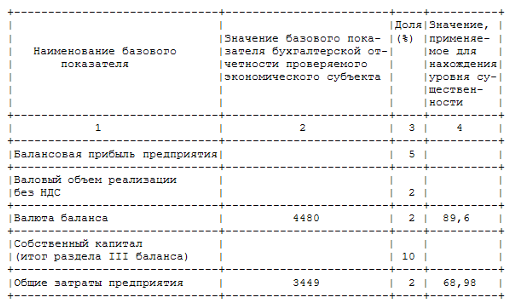 Наименование базового показателя
Значение базового пока-
зателя бухгалтерской от-
четности проверяемого
экономического субъекта
Доля
(%)
Значение,
применяе-
мое для
нахождения
уровня су-
ществен-
ности
1 2 3 4
Балансовая прибыль предприятия 5
Валовый объем реализации
без НДС 2
Валюта баланса 4480 2 89,6
Собственный капитал
(итог раздела III баланса) 10
Общие затраты предприятия 3449 2 68,98